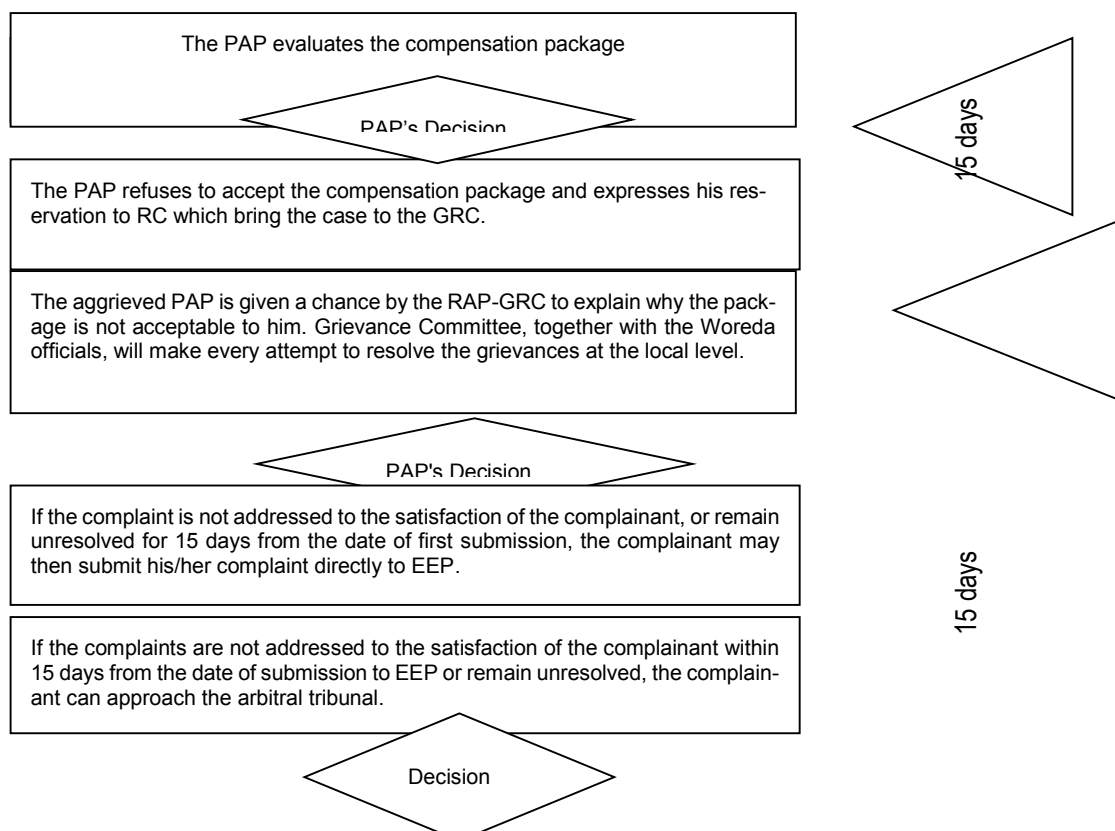 The PAP evaluates the compensation package
PAP’s Decision
15 days
The PAP refuses to accept the compensation package and expresses his res-
ervation to RC which bring the case to the GRC.
The aggrieved PAP is given a chance by the RAP-GRC to explain why the pack-
age is not acceptable to him. Grievance Committee, together with the Woreda
officials, will make every attempt to resolve the grievances at the local level.
PAP's Decision
If the complaint is not addressed to the satisfaction of the complainant, or remain
unresolved for 15 days from the date of first submission, the complainant may
then submit his/her complaint directly to EEP.
15 days
If the complaints are not addressed to the satisfaction of the complainant within
15 days from the date of submission to EEP or remain unresolved, the complain-
ant can approach the arbitral tribunal.
Decision